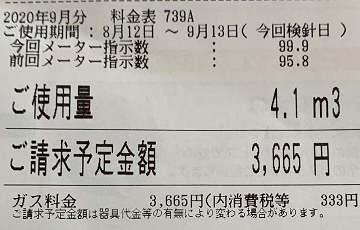 2020年9月分 料金表 739A
ご使用期間：8月12日 ～ 9月13日(今回検針日)
今回メーター指示数 ： 99.9
前回メーター指示数 ： 95.8
ご使用量 4.1 m3
ご請求予定金額 3,665 円
ガス料金 3,665円(内消費税等 333円
ご請求予定金額は器具代金等の有無により変わる場合があります。